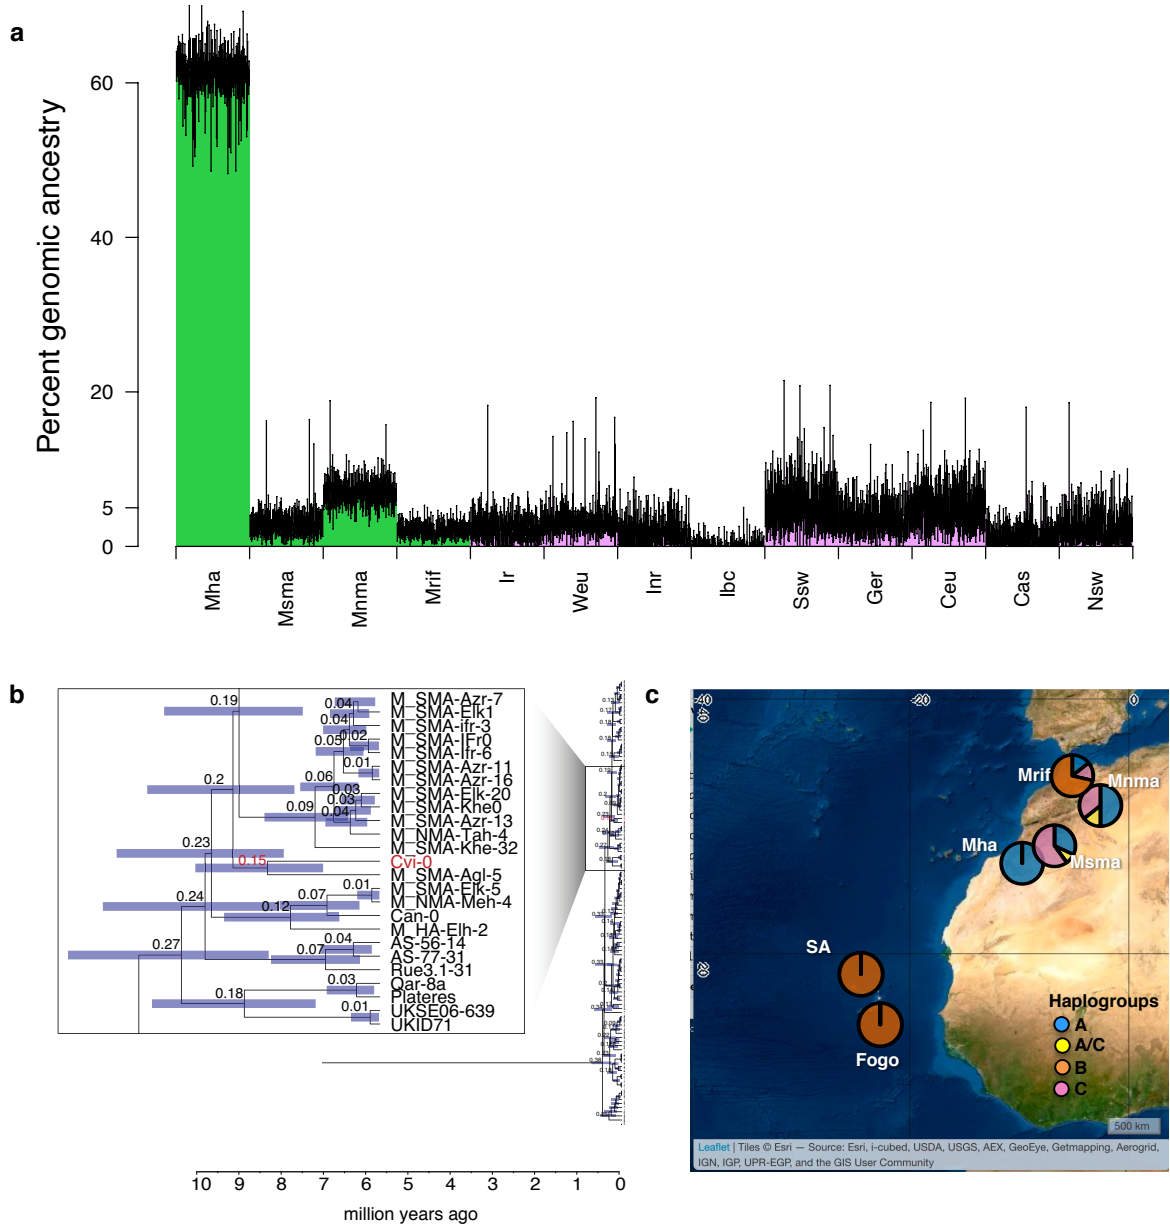 a
Percent genomic ancestry
60
40
20
5
0
Mha
Msma
Mnma
Mrif
Ir
Weu
Inr
Ibc
Ssw
Ger
Ceu
Cas
Nsw
b
0.19
0.2
0.23
0.24
0.27
0.04
0.04
0.02
0.05
0.01
0.06
0.03
0.03
0.04
0.09
0.15
0.01
0.07
0.12
0.04
0.07
0.03
0.18
0.01
M_SMA-Azr-7
M_SMA-Elk1
M_SMA-ifr-3
M_SMA-IFr0
M_SMA-Ifr-6
M_SMA-Azr-11
M_SMA-Azr-16
M_SMA-Elk-20
M_SMA-Khe0
M_SMA-Azr-13
M_NMA-Tah-4
M_SMA-Khe-32
Cvi-0
M_SMA-Agl-5
M_SMA-Elk-5
M_NMA-Meh-4
Can-0
M_HA-Elh-2
AS-56-14
AS-77-31
Rue3.1-31
Qar-8a
Plateres
UKSE06-639
UKID71
10 9 8 7 6 5 4 3 2 1 0
million years ago
c
-40
-20
0
40
20
Mrif
Mnma
Mha
Msma
SA
Fogo
Haplogroups
A
A/C
B
C
500 km
Leaflet | Tiles © Esri — Source: Esri, i-cubed, USDA, USGS, AEX, GeoEye, Getmapping, Aerogrid,
IGN, IGP, UPR-EGP, and the GIS User Community